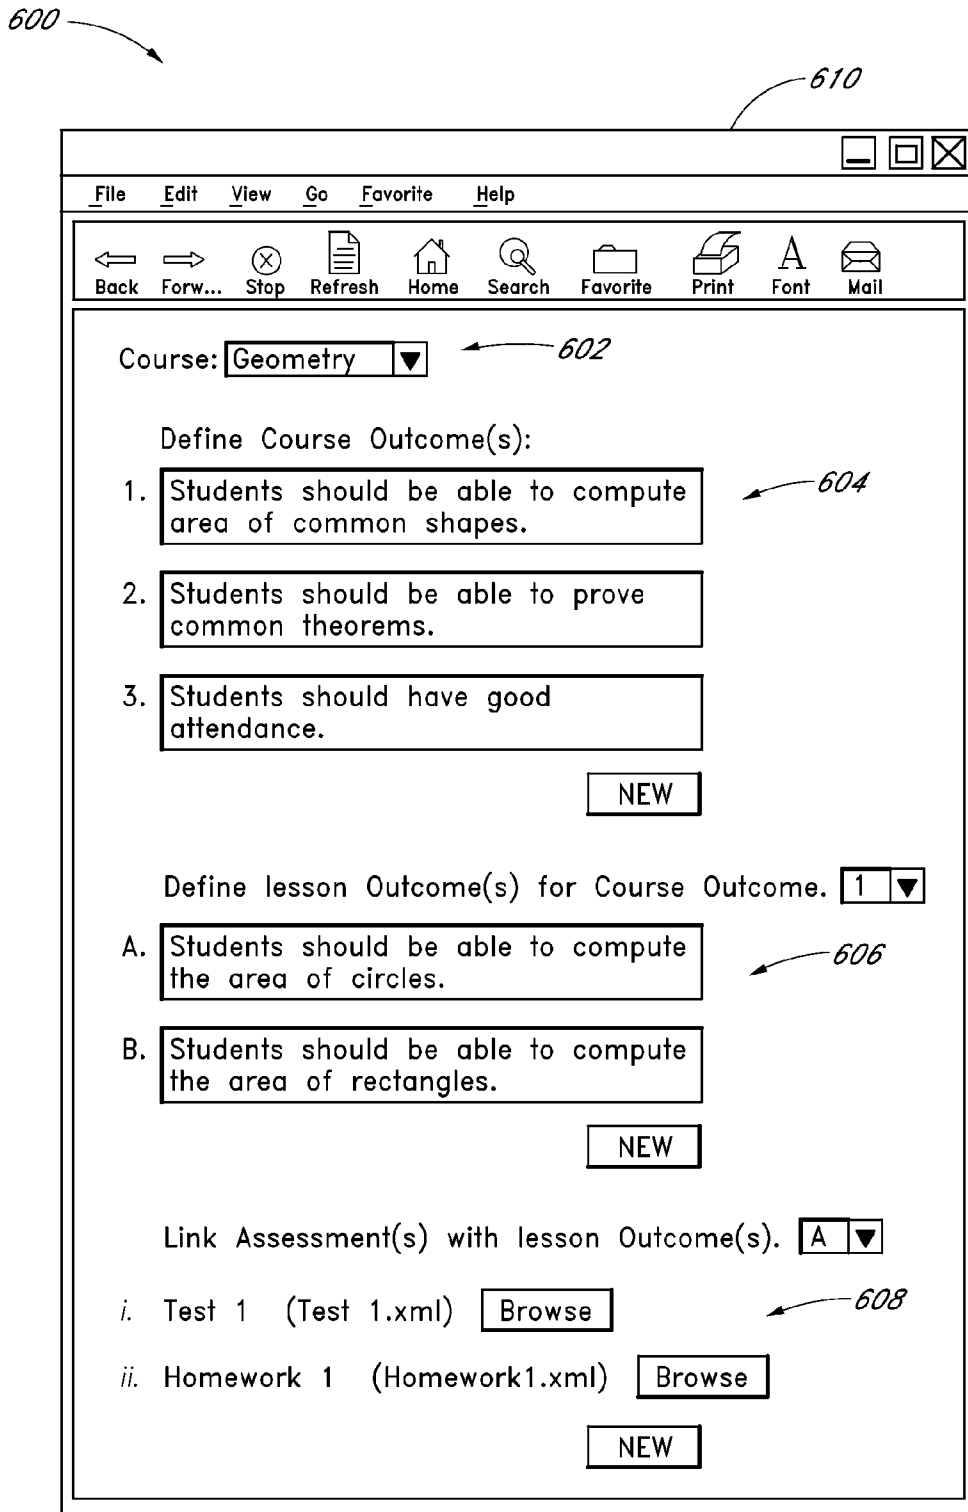 600
610
File Edit View Go Favorite Help
Back Forw... Stop Refresh Home Search Favorite Print Font Mail
Course: Geometry 602
Define Course Outcome(s):
1. Students should be able to compute 604
area of common shapes.
2. Students should be able to prove
common theorems.
3. Students should have good
attendance.
NEW
Define lesson Outcome(s) for Course Outcome. 1
A. Students should be able to compute 606
the area of circles.
B. Students should be able to compute
the area of rectangles.
NEW
Link Assessment(s) with lesson Outcome(s). A
i. Test 1 (Test 1.xml) Browse 608
ii. Homework 1 (Homework1.xml) Browse
NEW